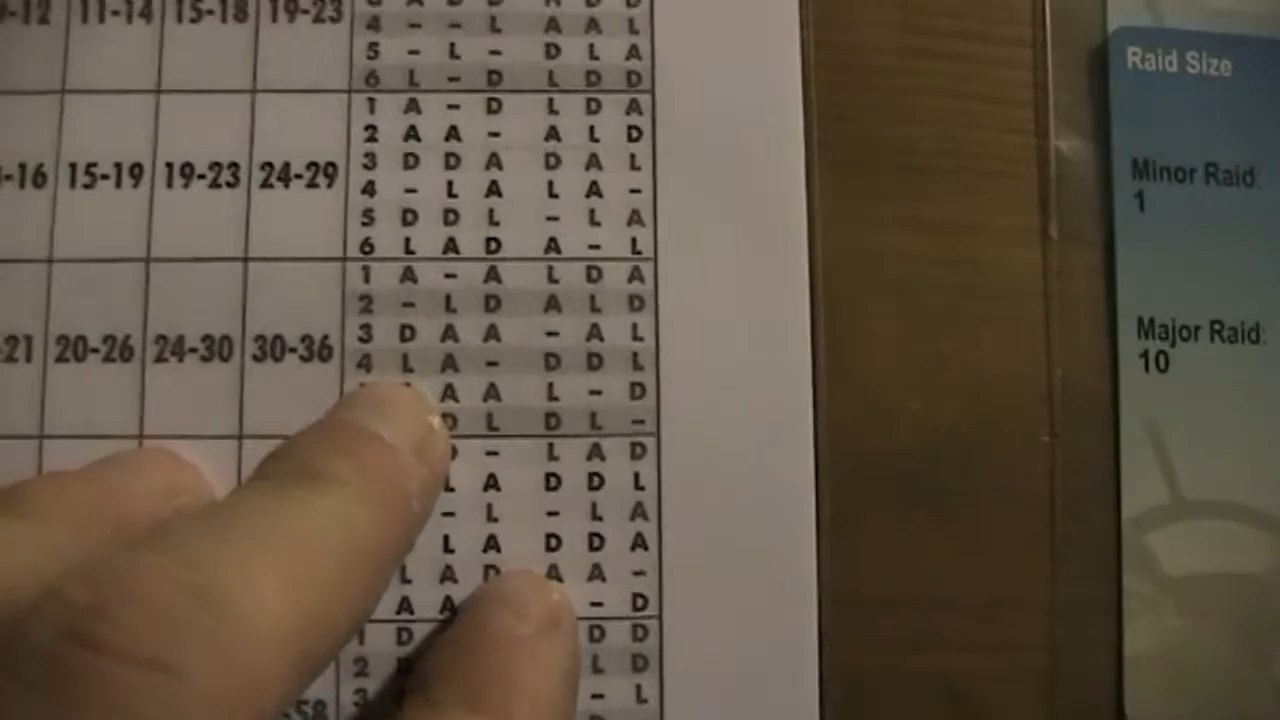 -12 11-14 15-18 19-23
4 - - L A A L
5 - L - D L A
6 L - D L D D
1 A - D L D A
2 A A - A L D
-16 15-19 19-23 24-29 3 D D A D A L
4 - L A L A -
5 D D L - L A
6 L A D A - L
1 A - A L D A
2 - L D A L D
3 D A A - A L
21 20-26 24-30 30-36 4 L A - D D L
A A L - D
D L D L -
- L A D
L A D D L
- L - L A
L A D D A
L A D A A -
A A - D
1 D D D
2 L D
3 - L
58
Raid Size
Minor Raid:
1
Major Raid:
10